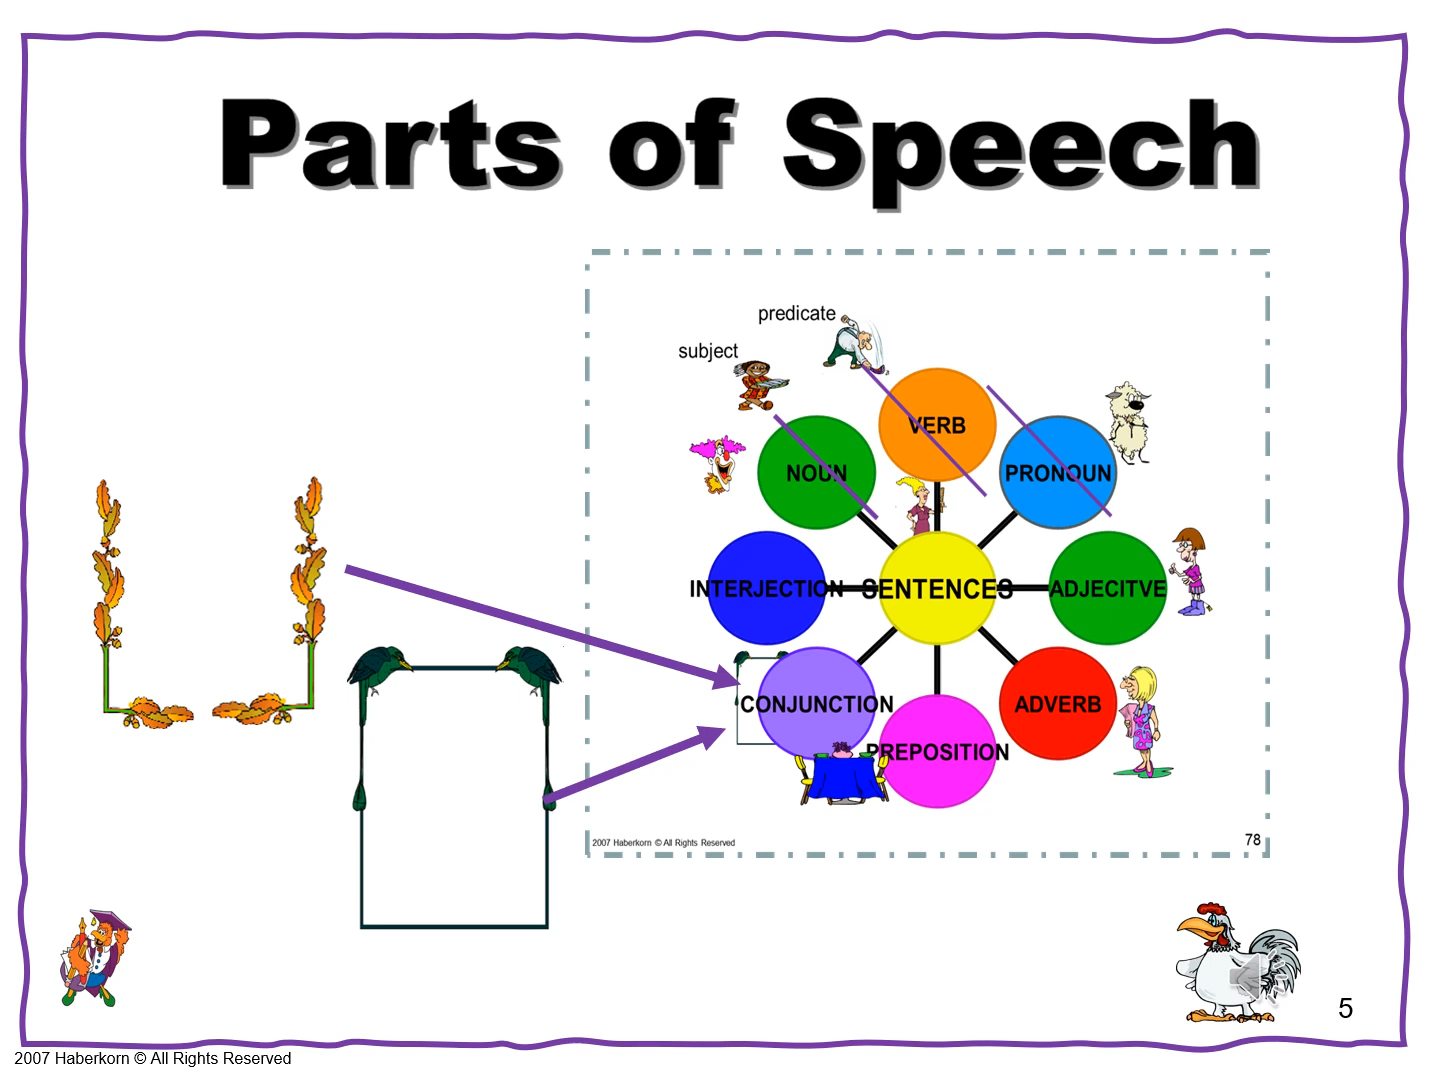 Parts of Speech
predicate
subject
VERB
NOUN
PRONOUN
INTERJECTION
SENTENCES
ADJECITVE
CONJUNCTION
ADVERB
PREPOSITION
78
2007 Haberkorn © All Rights Reserved
5
2007 Haberkorn © All Rights Reserved